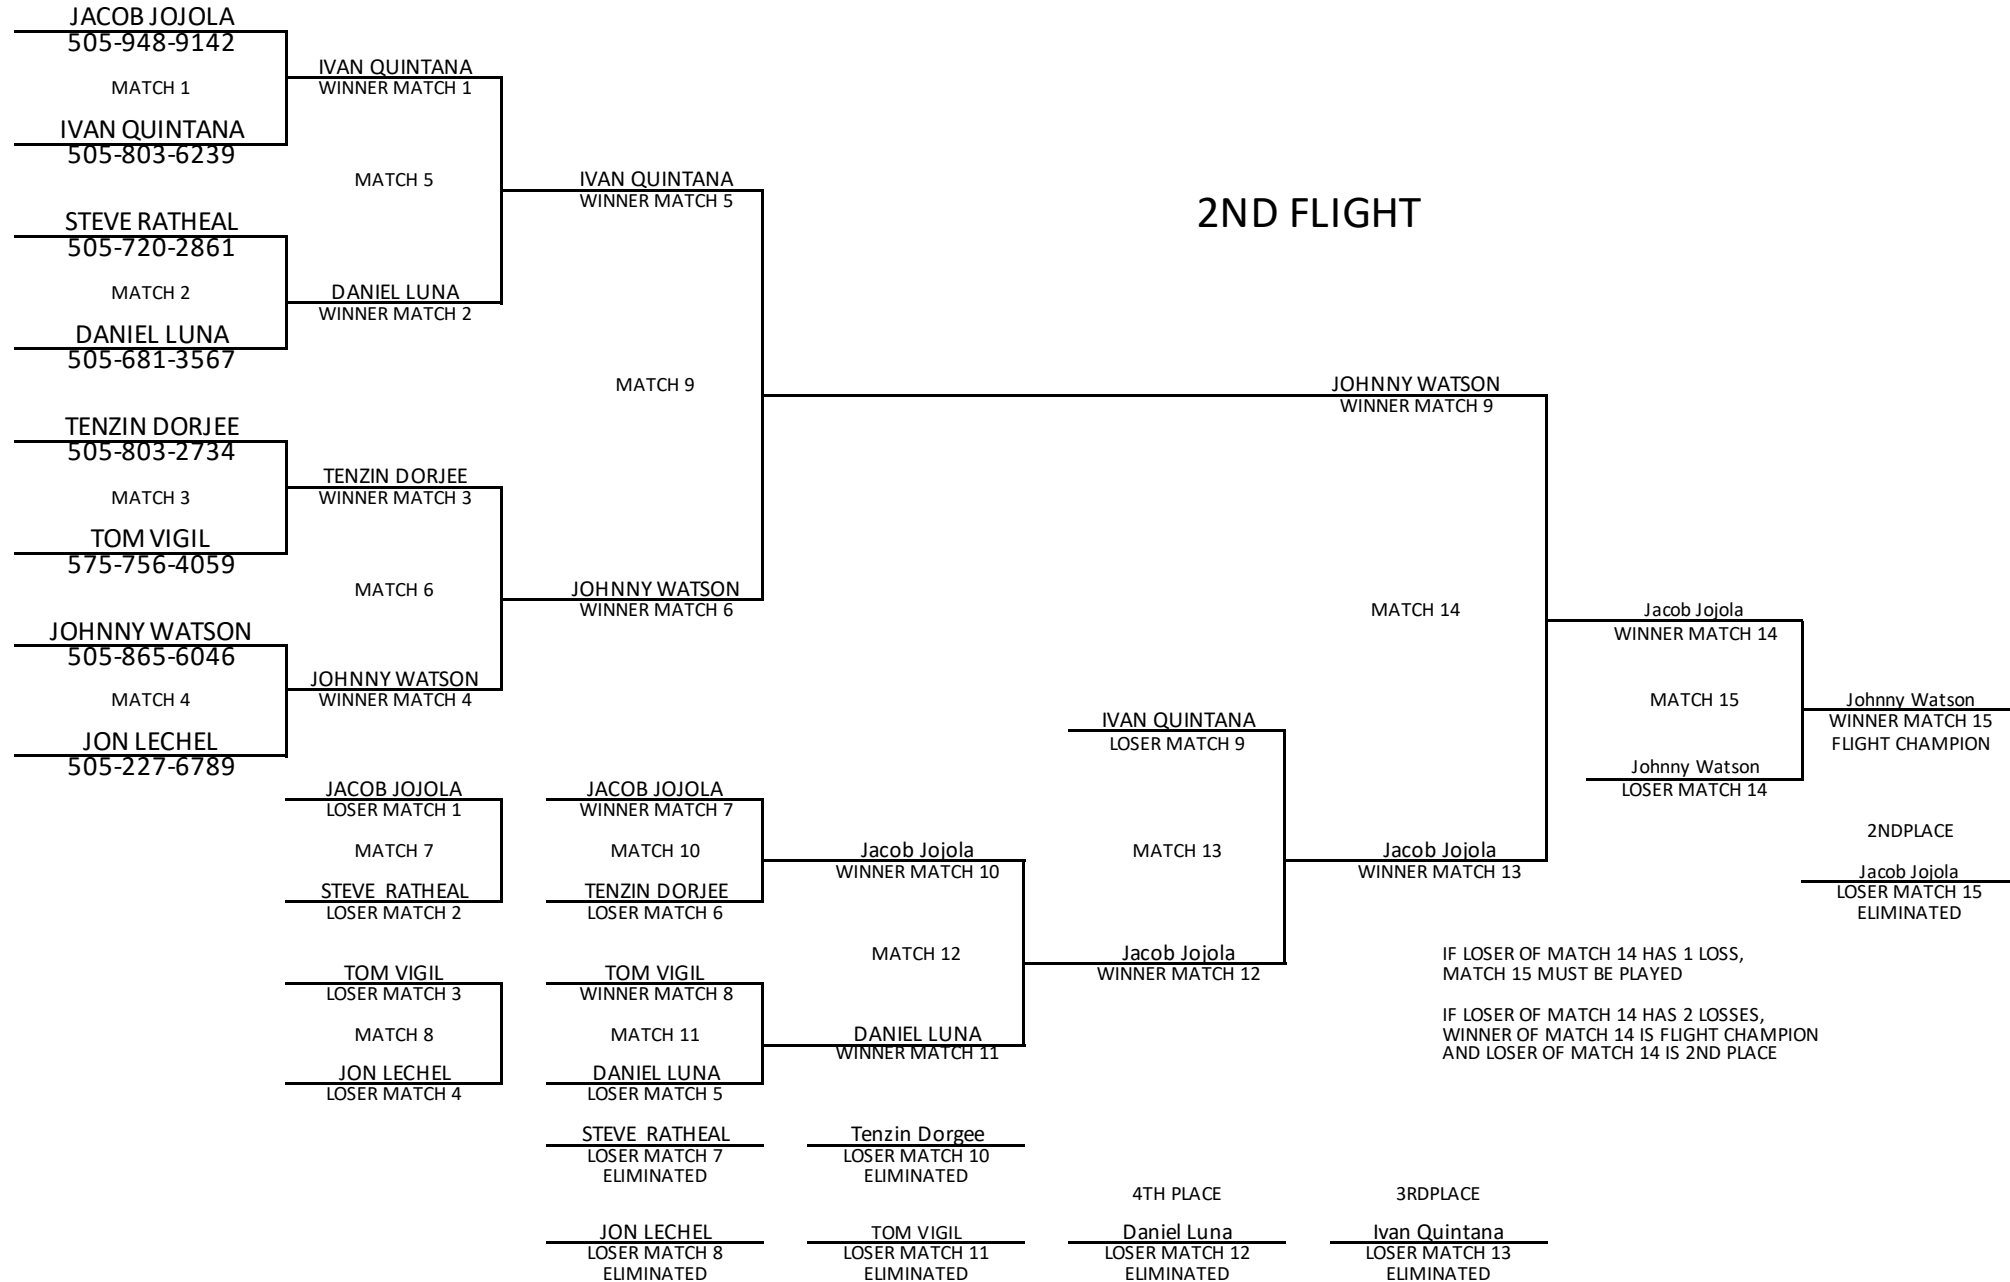 JACOB JOJOLA
505-948-9142
MATCH 1
IVAN QUINTANA
505-803-6239
STEVE RATHEAL
505-720-2861
MATCH 2
DANIEL LUNA
505-681-3567
TENZIN DORJEE
505-803-2734
MATCH 3
TOM VIGIL
575-756-4059
JOHNNY WATSON
505-865-6046
MATCH 4
JON LECHEL
505-227-6789
IVAN QUINTANA
WINNER MATCH 1
MATCH 5
DANIEL LUNA
WINNER MATCH 2
TENZIN DORJEE
WINNER MATCH 3
MATCH 6
JOHNNY WATSON
WINNER MATCH 4
JACOB JOJOLA
LOSER MATCH 1
MATCH 7
STEVE  RATHEAL
LOSER MATCH 2
TOM VIGIL
LOSER MATCH 3
MATCH 8
JON LECHEL
LOSER MATCH 4
IVAN QUINTANA
WINNER MATCH 5
MATCH 9
JOHNNY WATSON
WINNER MATCH 6
JACOB JOJOLA
WINNER MATCH 7
MATCH 10
TENZIN DORJEE
LOSER MATCH 6
TOM VIGIL
WINNER MATCH 8
MATCH 11
DANIEL LUNA
LOSER MATCH 5
STEVE  RATHEAL
LOSER MATCH 7
ELIMINATED
JON LECHEL
LOSER MATCH 8
ELIMINATED
Jacob Jojola
WINNER MATCH 10
MATCH 12
DANIEL LUNA
WINNER MATCH 11
Tenzin Dorgee
LOSER MATCH 10
ELIMINATED
TOM VIGIL
LOSER MATCH 11
ELIMINATED
2ND FLIGHT
IVAN QUINTANA
LOSER MATCH 9
MATCH 13
Jacob Jojola
WINNER MATCH 12
4TH PLACE
Daniel Luna
LOSER MATCH 12
ELIMINATED
JOHNNY WATSON
WINNER MATCH 9
MATCH 14
Jacob Jojola
WINNER MATCH 13
3RDPLACE
Ivan Quintana
LOSER MATCH 13
ELIMINATED
Jacob Jojola
WINNER MATCH 14
MATCH 15
Johnny Watson
LOSER MATCH 14
Johnny Watson
WINNER MATCH 15
FLIGHT CHAMPION
2NDPLACE
Jacob Jojola
LOSER MATCH 15
ELIMINATED
IF LOSER OF MATCH 14 HAS 1 LOSS,
MATCH 15 MUST BE PLAYED
IF LOSER OF MATCH 14 HAS 2 LOSSES,
WINNER OF MATCH 14 IS FLIGHT CHAMPION
AND LOSER OF MATCH 14 IS 2ND PLACE